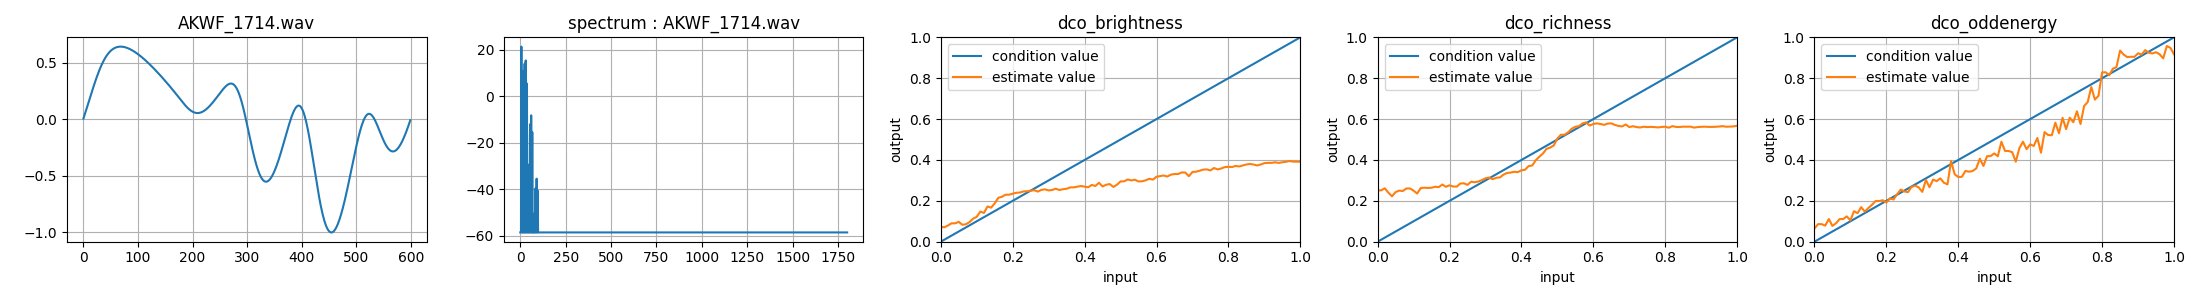 AKWF_1714.wav
0.5
0.0
−0.5
−1.0
0 100 200 300 400 500 600
spectrum : AKWF_1714.wav
20
0
−20
−40
−60
0 250 500 750 1000 1250 1500 1750
dco_brightness
condition value
estimate value
output
1.0
0.8
0.6
0.4
0.2
0.0
0.0 0.2 0.4 0.6 0.8 1.0
input
dco_richness
condition value
estimate value
output
1.0
0.8
0.6
0.4
0.2
0.0
0.0 0.2 0.4 0.6 0.8 1.0
input
dco_oddenergy
condition value
estimate value
output
1.0
0.8
0.6
0.4
0.2
0.0
0.0 0.2 0.4 0.6 0.8 1.0
input